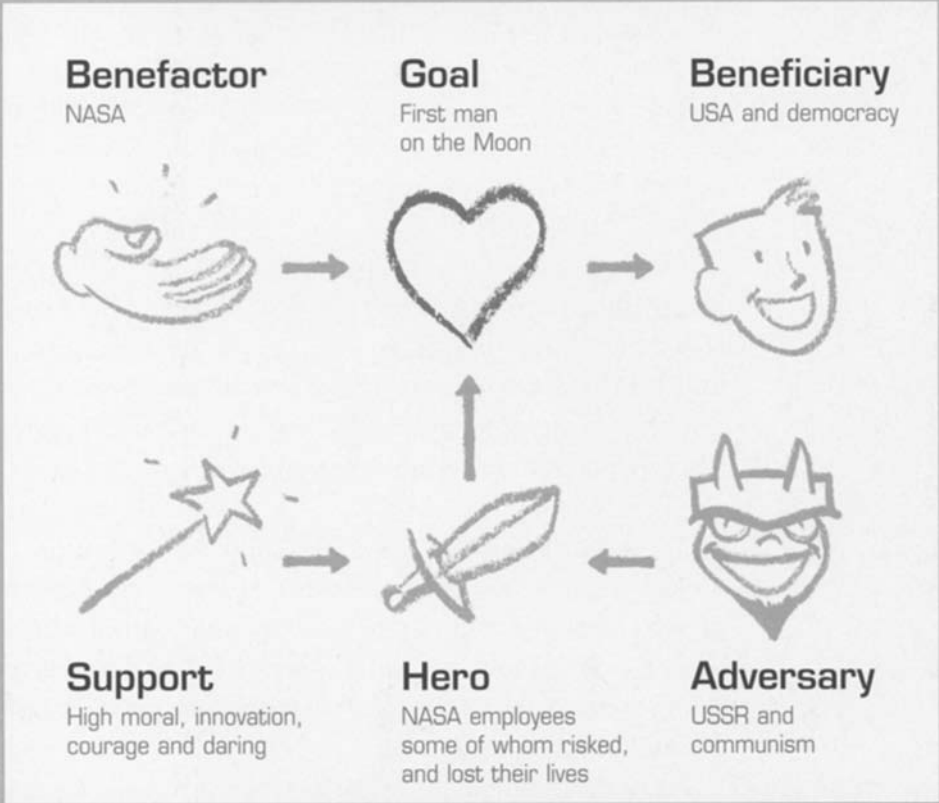 Benefactor
NASA
Goal
First man
on the Moon
Beneficiary
USA and democracy
Support
High moral, innovation,
courage and daring
Hero
NASA employees
some of whom risked,
and lost their lives
Adversary
USSR and
communism